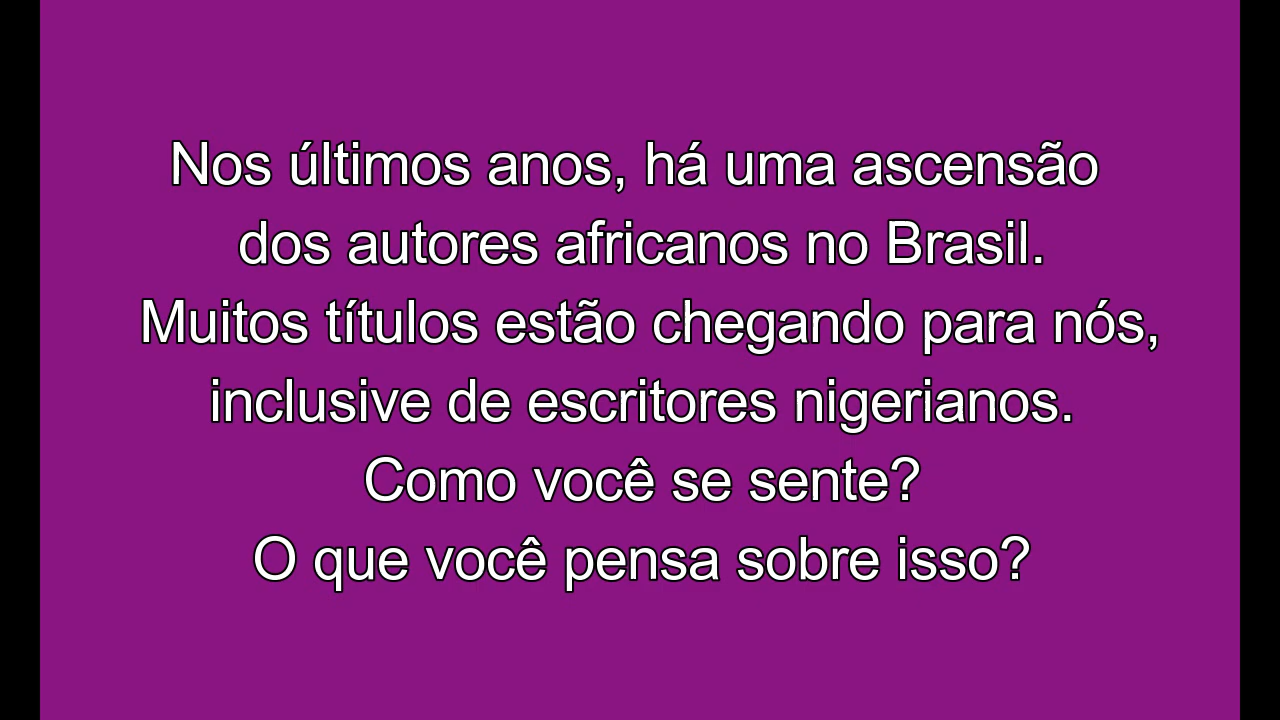 Nos últimos anos, há uma ascensão
dos autores africanos no Brasil.
Muitos títulos estão chegando para nós,
inclusive de escritores nigerianos.
Como você se sente?
O que você pensa sobre isso?